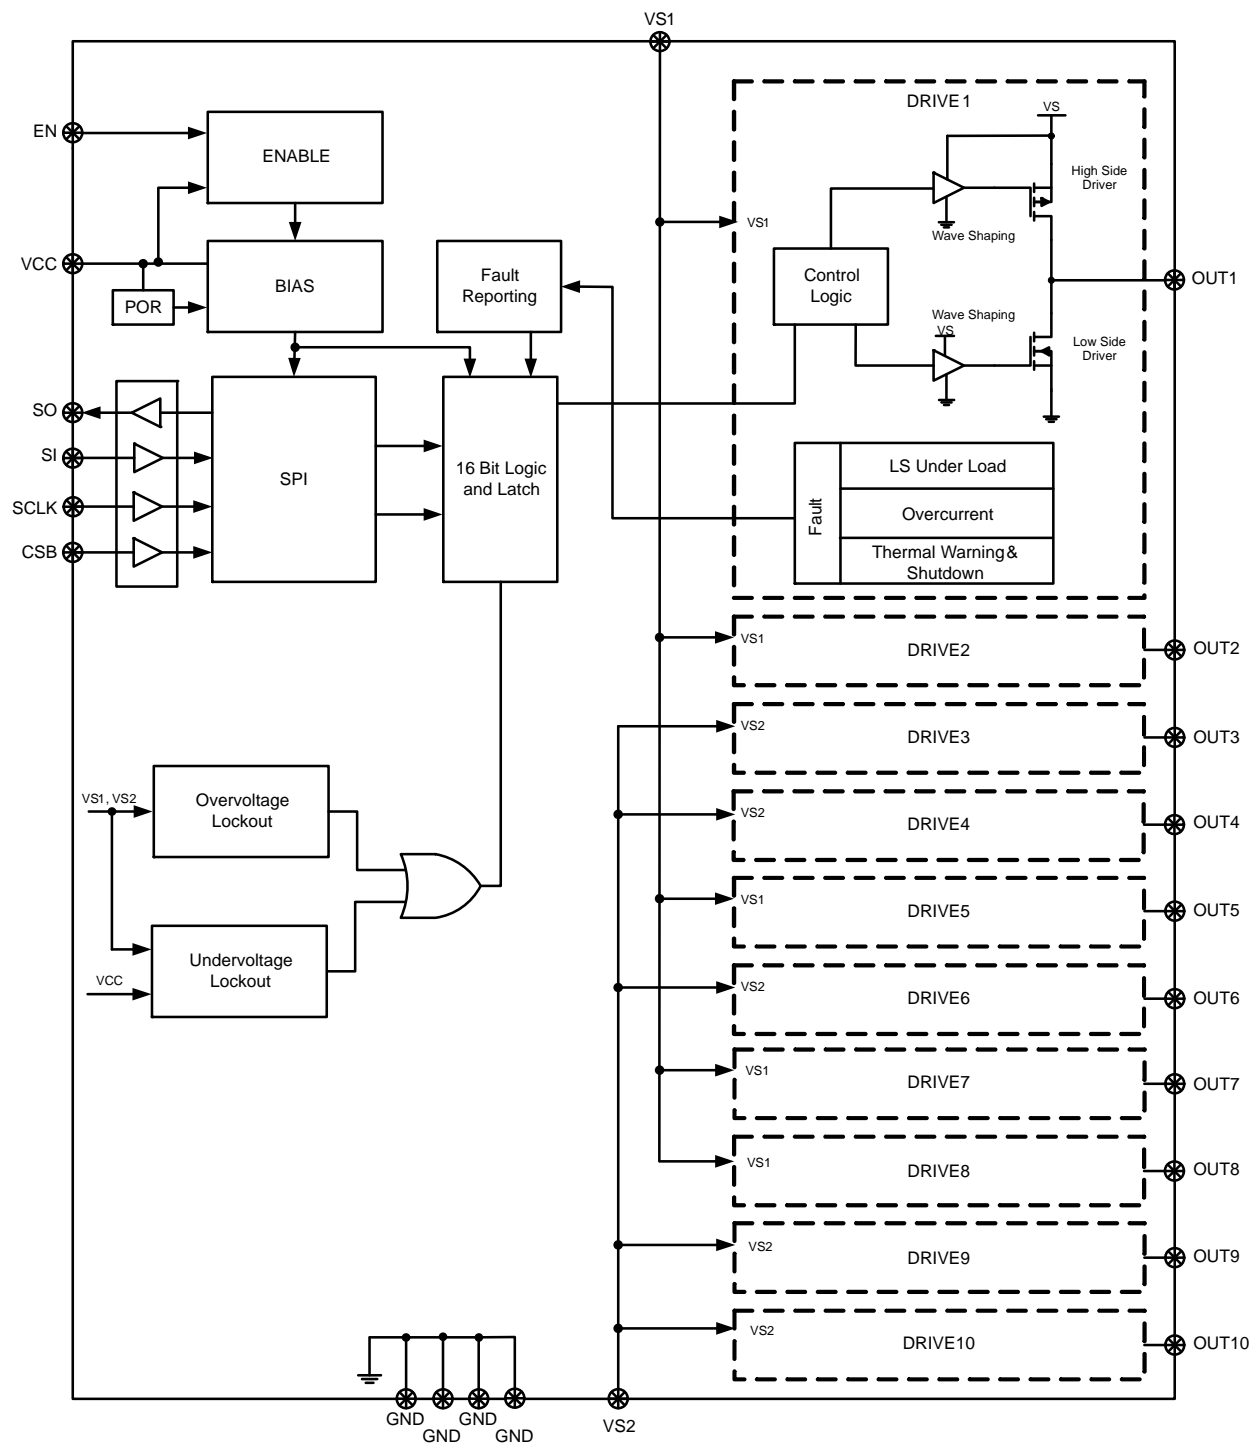 VS1
DRIVE1
VS
EN
ENABLE
High Side
Driver
VS1
Wave Shaping
VCC
BIAS
POR
Fault
Reporting
Control
Logic
OUT1
Wave Shaping
VS
Low Side
Driver
SO
SI
SCLK
CSB
SPI
16 Bit Logic
and Latch
Fault
LS Under Load
Overcurrent
Thermal Warning &
Shutdown
VS1
DRIVE2
OUT2
VS2
DRIVE3
OUT3
VS1, VS2
Overvoltage
Lockout
VS2
DRIVE4
OUT4
VS1
DRIVE5
OUT5
Undervoltage
Lockout
VCC
VS2
DRIVE6
OUT6
VS1
DRIVE7
OUT7
VS1
DRIVE8
OUT8
VS2
DRIVE9
OUT9
VS2
DRIVE10
OUT10
GND
GND
GND
GND
VS2